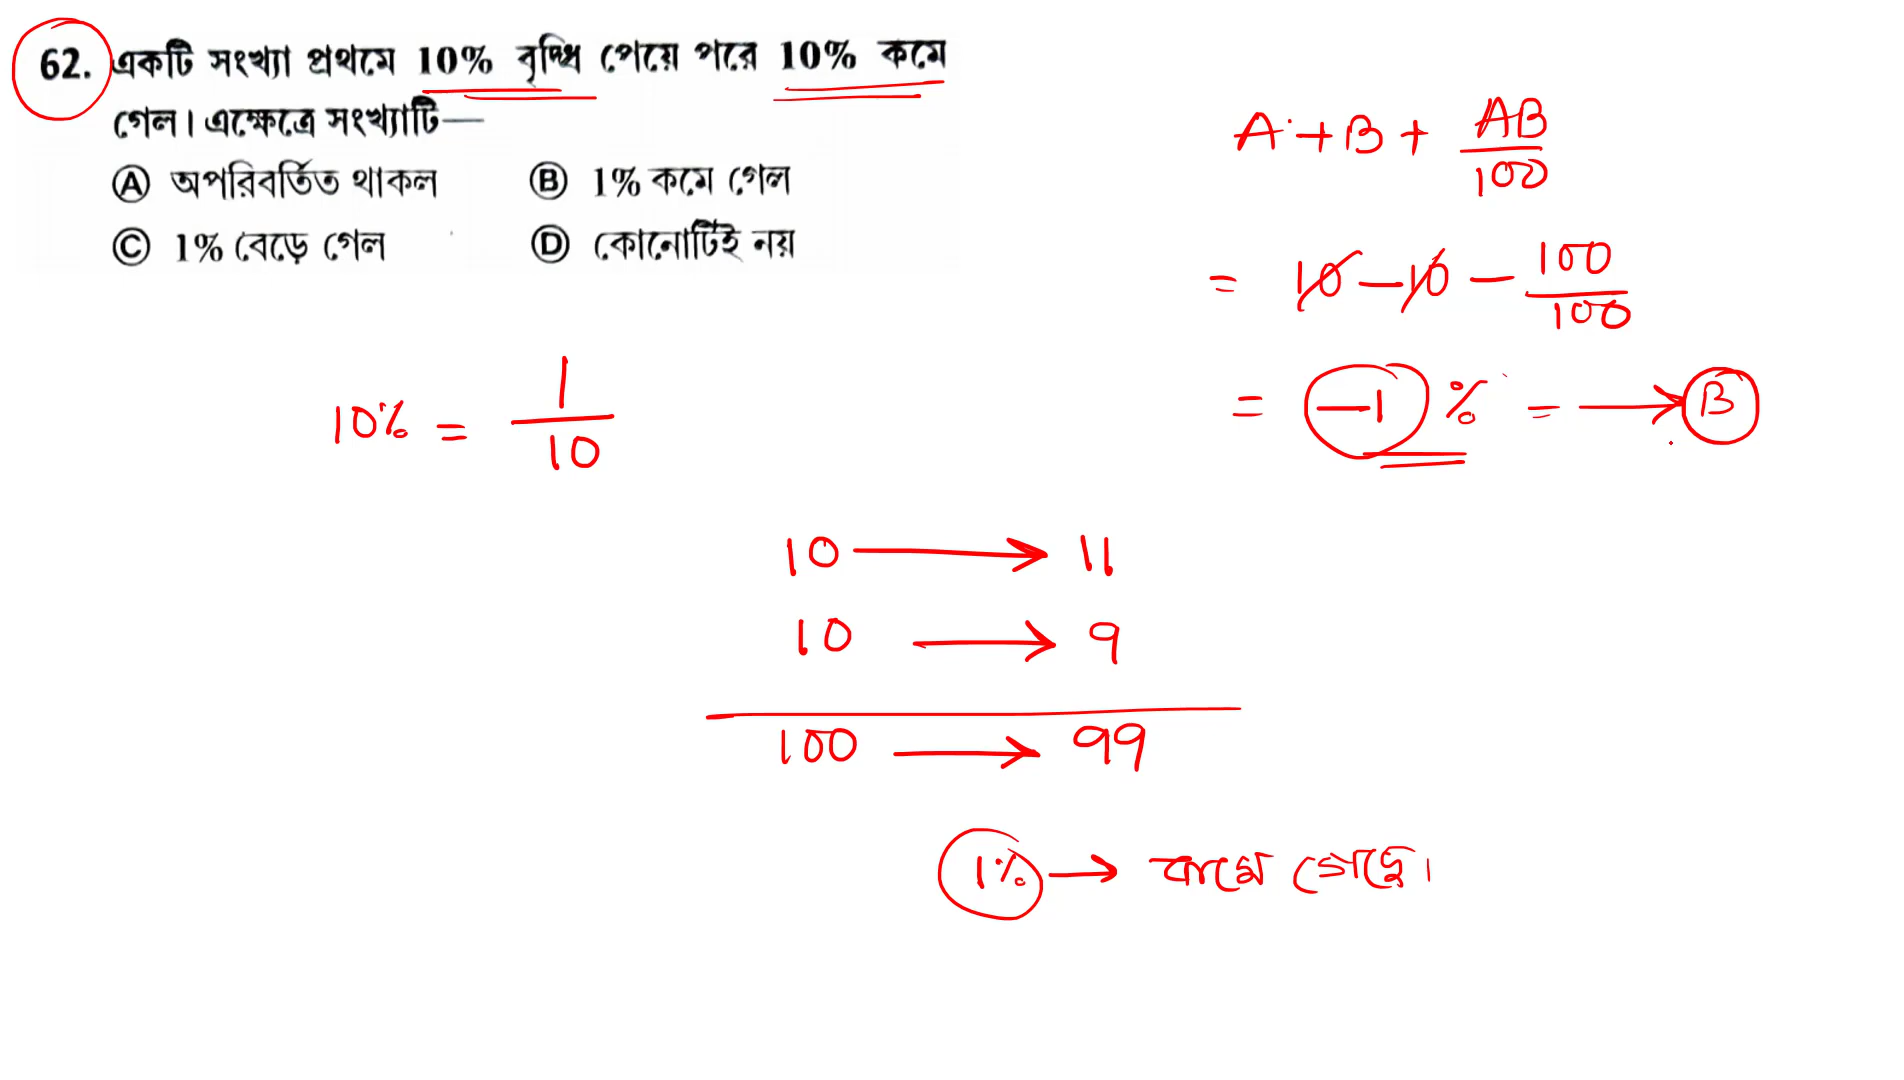 62. একটি সংখ্যা প্রথমে 10% বৃদ্ধি পেয়ে পরে 10% কমে
গেল। এক্ষেত্রে সংখ্যাটি—
Ⓐ অপরিবর্তিত থাকল Ⓑ 1% কমে গেল
Ⓒ 1% বেড়ে গেল Ⓓ কোনোটিই নয়
A + B + AB/100
= 10 - 10 - 100/100
= -1 % = → B
10% = 1/10
10 → 11
10 → 9
100 → 99
1% → কমে গেছে।